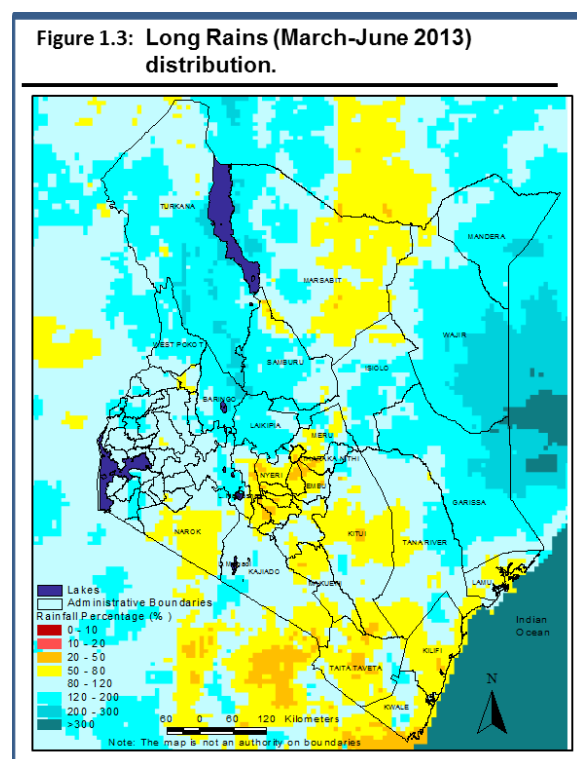 Figure 1.3: Long Rains (March-June 2013)
distribution.
TURKANA
MANDERA
MARSABIT
WAJIR
WEST POKOT
SAMBURU
ISIOLO
BARINGO
LAIKIPIA
MERU
THARAKA NITHI
NYERI
EMBU
GARISSA
NAROK
KITUI
TANA RIVER
KAJIADO
MAKUENI
LAMU
Lakes
Administrative Boundaries
Rainfall Percentage (% )
0 - 10
10 - 20
20 - 50
50 - 80
80 - 120
120 - 200
200 - 300
>300
Indian
Ocean
KILIFI
TAITA TAVETA
KWALE
N
60 0 60 120 Kilometers
Note: The map is not an authority on boundaries